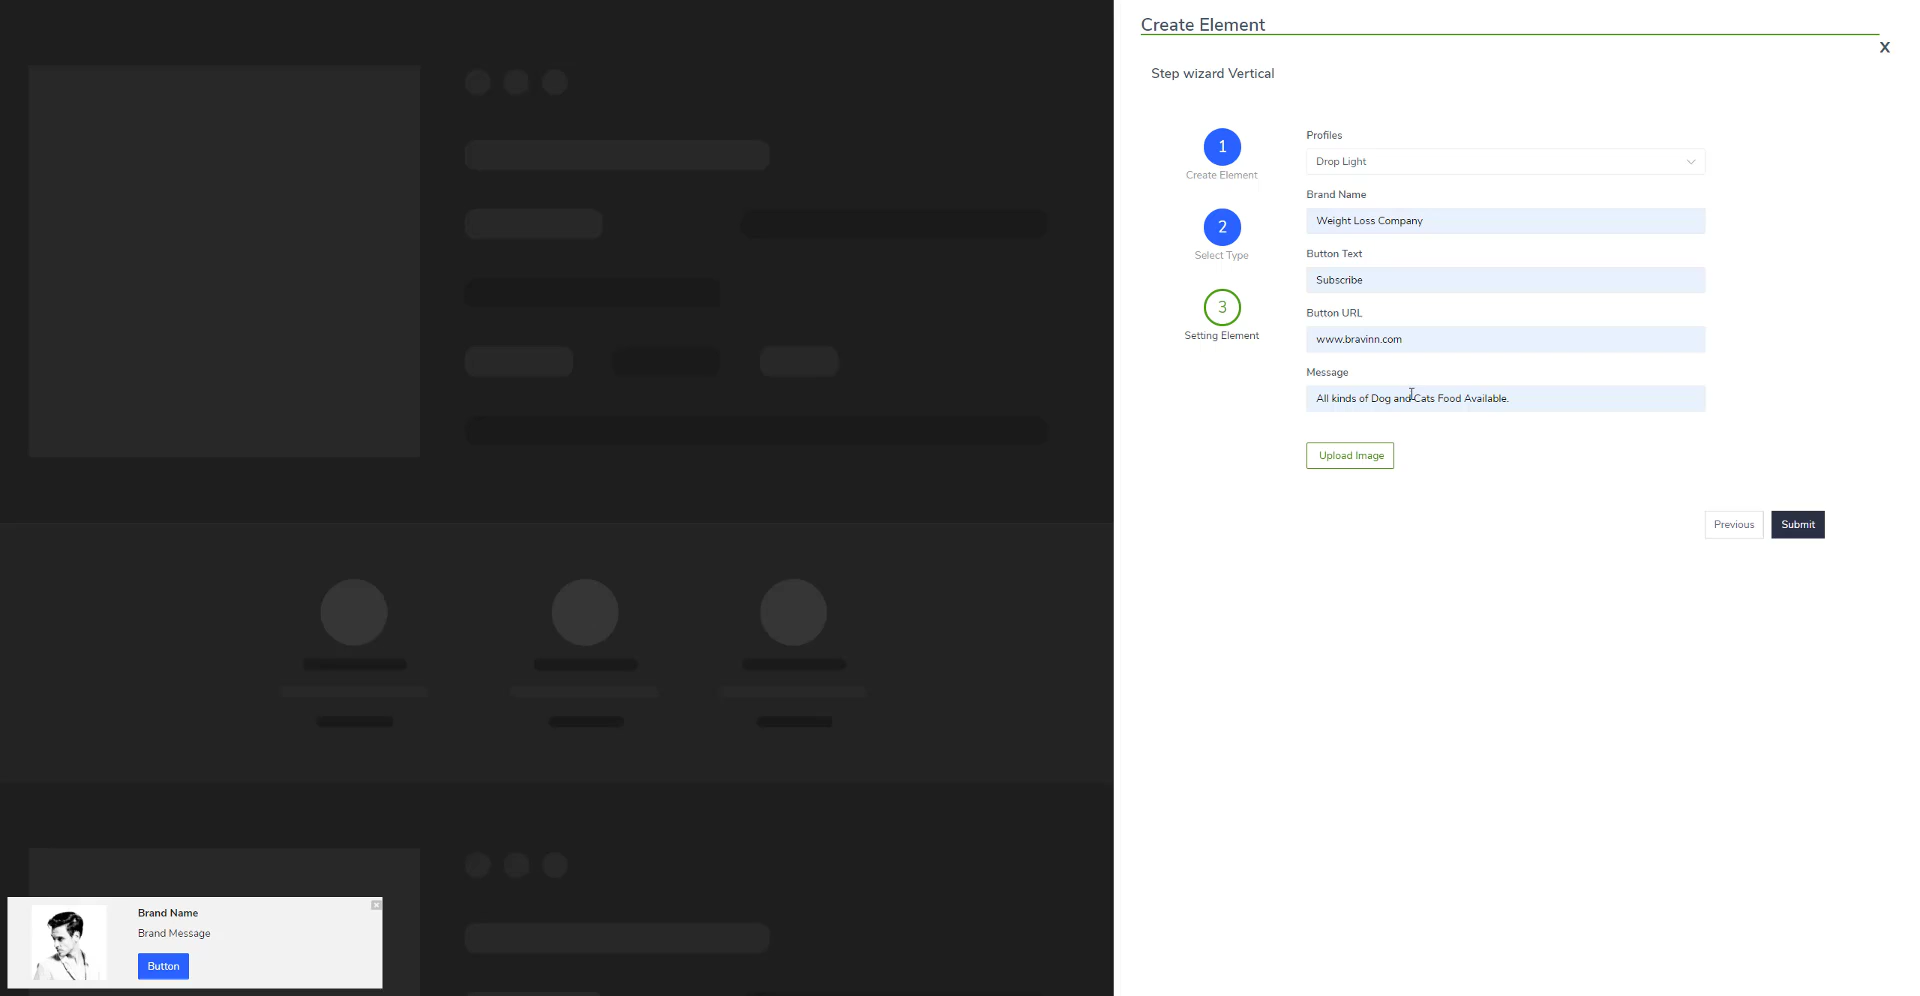 Create Element
X
Step wizard Vertical
1
Create Element
2
Select Type
3
Setting Element
Profiles
Drop Light
Brand Name
Weight Loss Company
Button Text
Subscribe
Button URL
www.bravinn.com
Message
All kinds of Dog and Cats Food Available.
Upload Image
Previous
Submit
Brand Name
Brand Message
Button